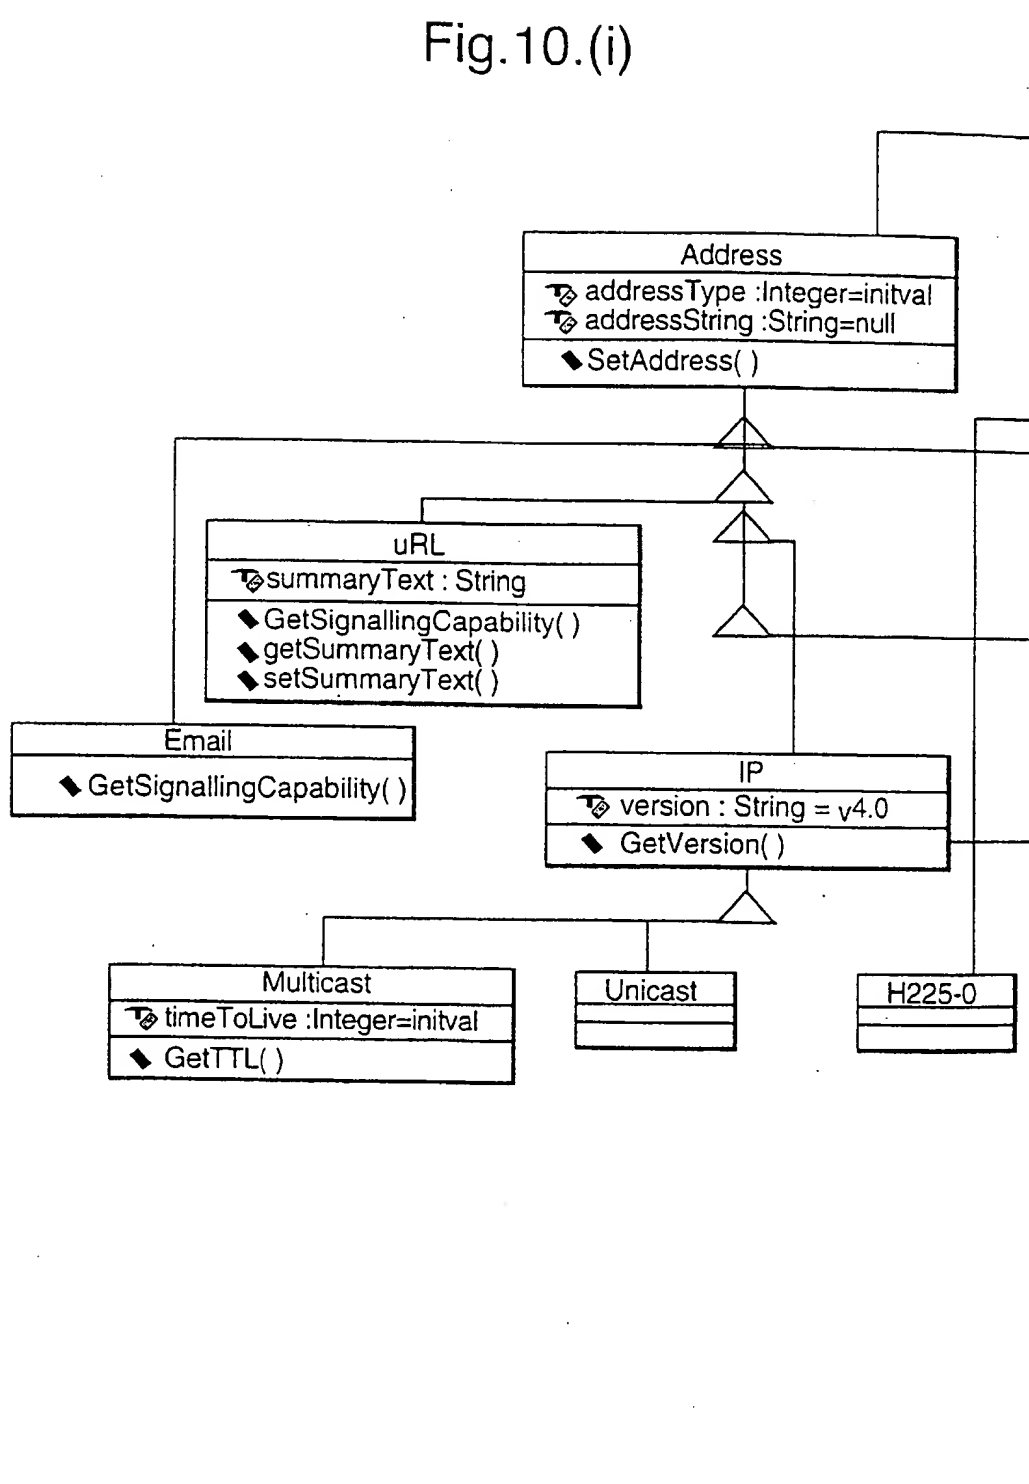 Fig.10.(i)
Address
addressType :Integer=initval
addressString :String=null
SetAddress( )
uRL
summaryText : String
GetSignallingCapability( )
getSummaryText( )
setSummaryText( )
Email
GetSignallingCapability( )
IP
version : String = v4.0
GetVersion( )
Multicast
timeToLive :Integer=initval
GetTTL( )
Unicast
H225-0